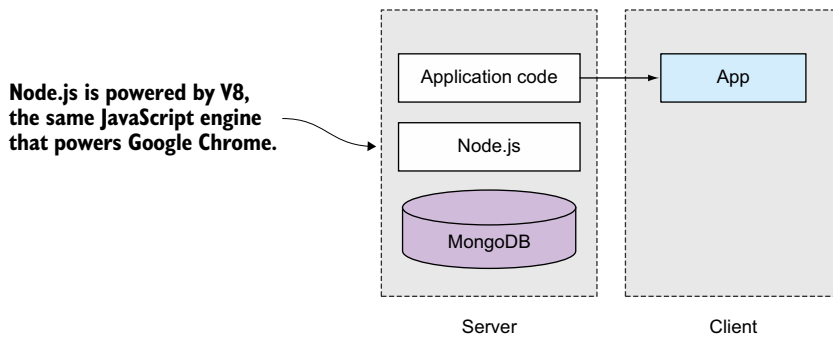 Application code
App
Node.js is powered by V8,
the same JavaScript engine
that powers Google Chrome.
Node.js
MongoDB
Server
Client